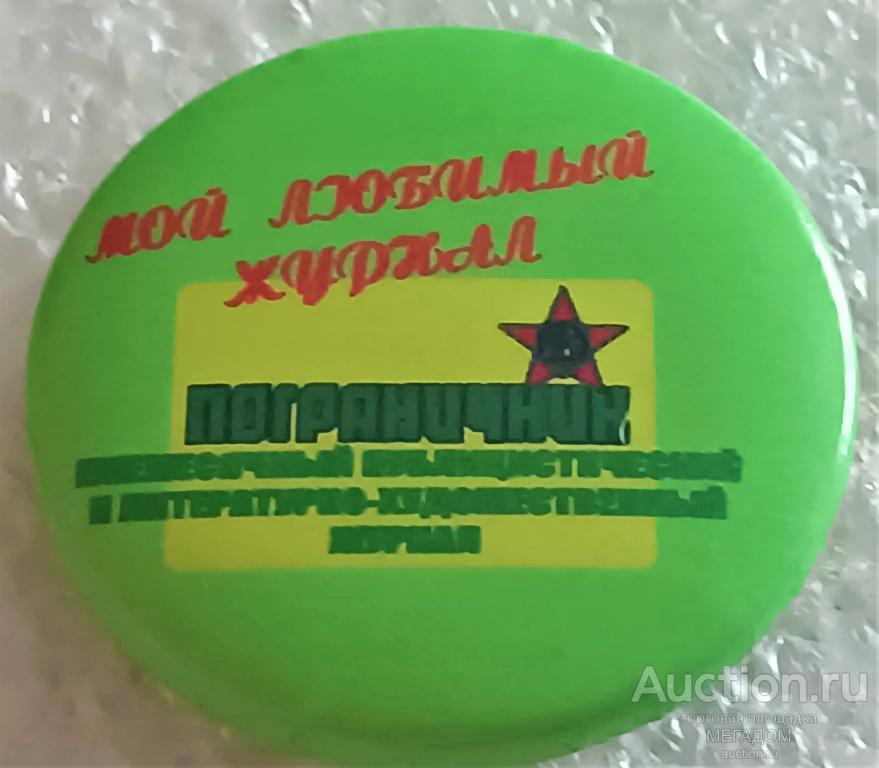 МОЙ ЛЮБИМЫЙ
ЖУРНАЛ
ПОГРАНИЧНИК
ЕЖЕМЕСЯЧНЫЙ ПУБЛИЦИСТИЧЕСКИЙ
И ЛИТЕРАТУРНО-ХУДОЖЕСТВЕННЫЙ
ЖУРНАЛ
Auction.ru
торговая площадка
МЕГАДОМ
auction.ru